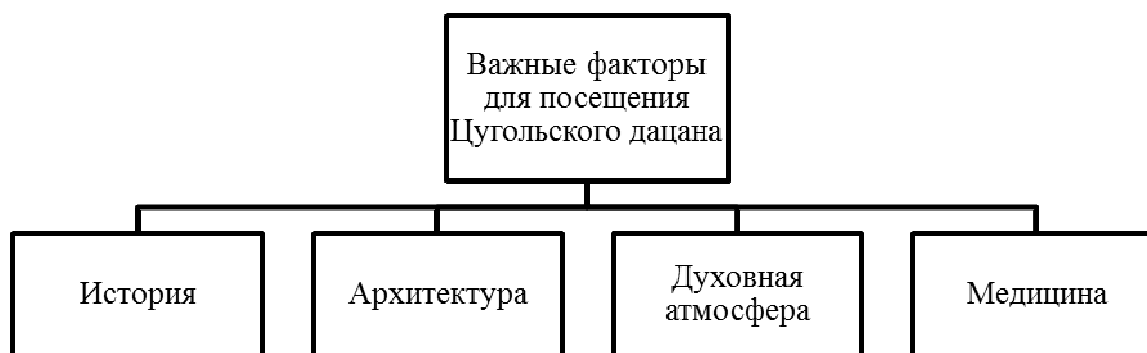 Важные факторы
для посещения
Цугольского дацана
История
Архитектура
Духовная
атмосфера
Медицина